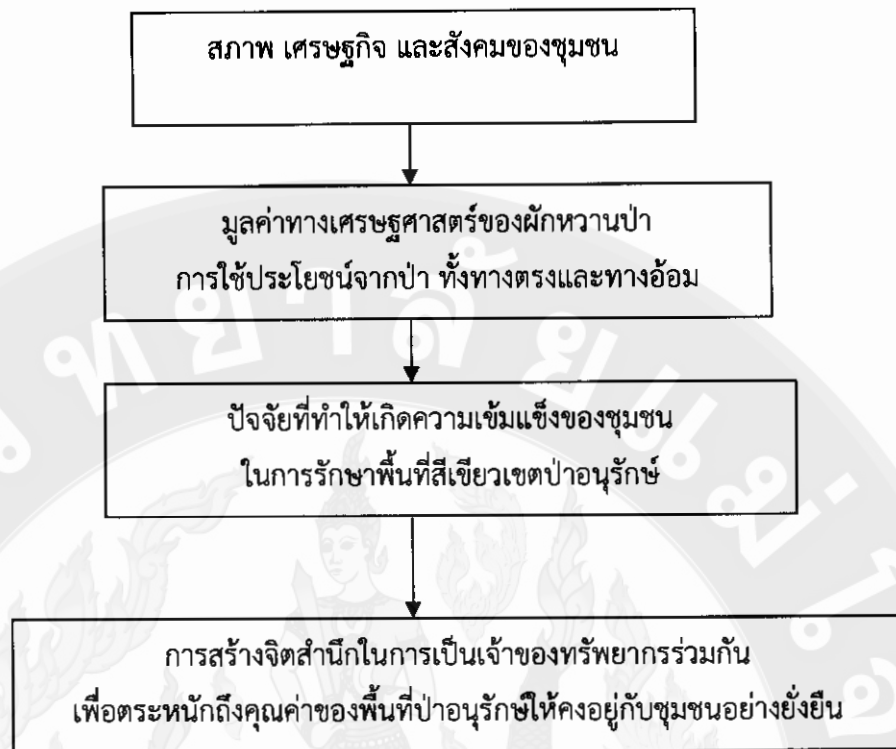 สภาพ เศรษฐกิจ และสังคมของชุมชน
มูลค่าทางเศรษฐศาสตร์ของผักหวานป่า
การใช้ประโยชน์จากป่า ทั้งทางตรงและทางอ้อม
ปัจจัยที่ทำให้เกิดความเข้มแข็งของชุมชน
ในการรักษาพื้นที่สีเขียวเขตป่าอนุรักษ์
การสร้างจิตสำนึกในการเป็นเจ้าของทรัพยากรร่วมกัน
เพื่อตระหนักถึงคุณค่าของพื้นที่ป่าอนุรักษ์ให้คงอยู่กับชุมชนอย่างยั่งยืน